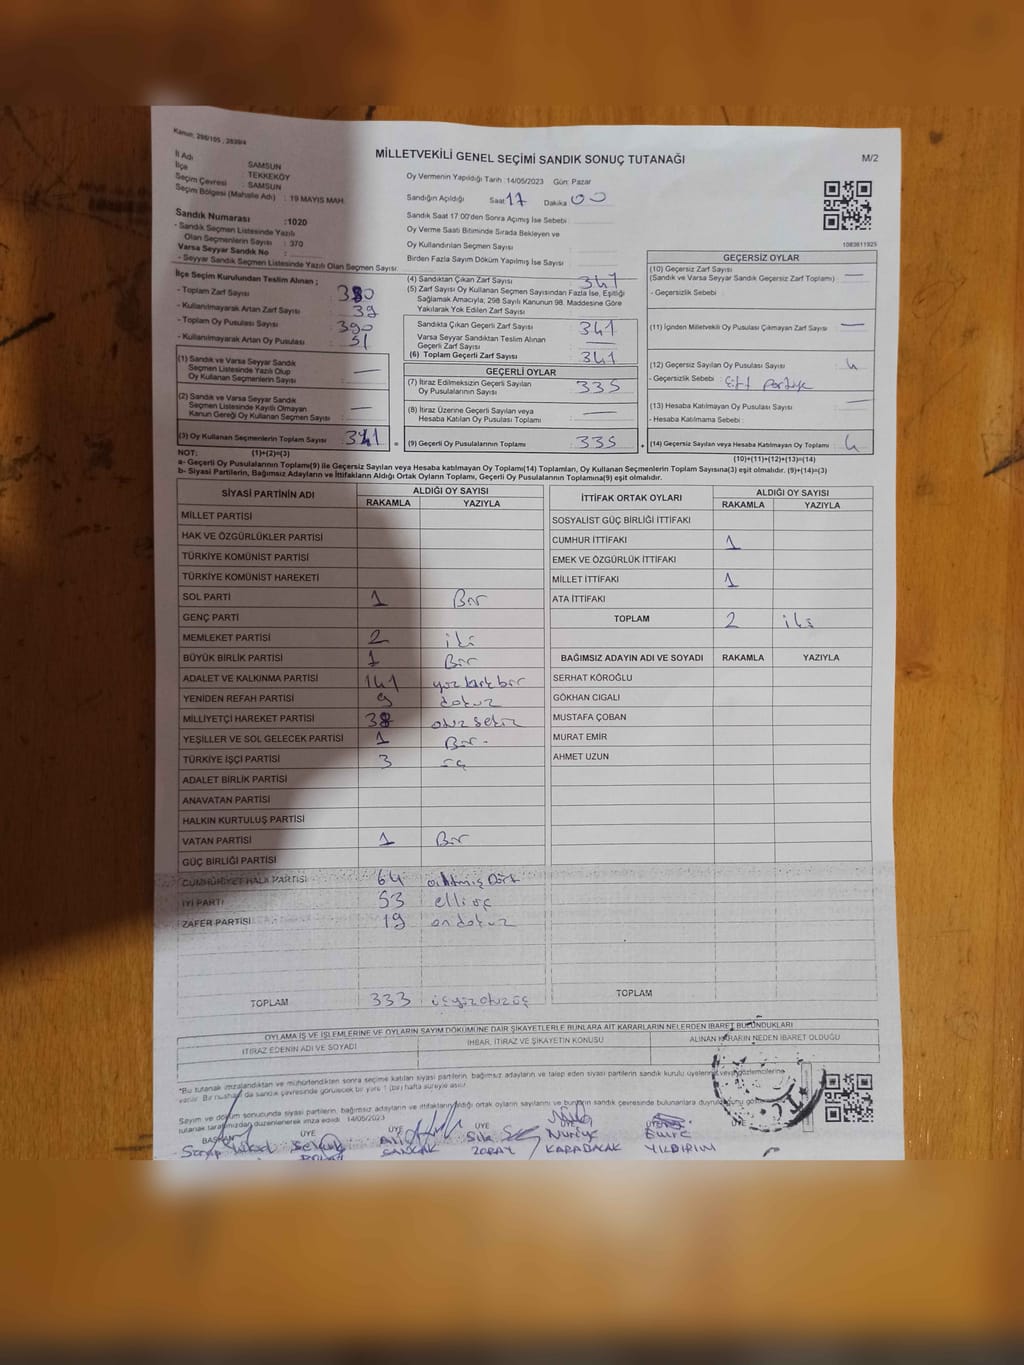 Kanun: 298/105 , 2839/4
MİLLETVEKİLİ GENEL SEÇİMİ SANDIK SONUÇ TUTANAĞI
M/2
İl Adı : SAMSUN
İlçe : TEKKEKÖY
Seçim Çevresi : SAMSUN
Seçim Bölgesi (Mahalle Adı) : 19 MAYIS MAH.
Sandık Numarası :1020
- Sandık Seçmen Listesinde Yazılı
Olan Seçmenlerin Sayısı : 370
Varsa Seyyar Sandık No :
- Seyyar Sandık Seçmen Listesinde Yazılı Olan Seçmen Sayısı:
Oy Vermenin Yapıldığı Tarih :14/05/2023 Gün: Pazar
Sandığın Açıldığı Saat 17 Dakika 00
Sandık Saat 17.00'den Sonra Açımış İse Sebebi :
Oy Verme Saati Bitiminde Sırada Bekleyen ve
Oy Kullandırılan Seçmen Sayısı :
Birden Fazla Sayım Döküm Yapılmış İse Sayısı :
1083811925
İlçe Seçim Kurulundan Teslim Alınan ;
- Toplam Zarf Sayısı : 380
- Kullanılmayarak Artan Zarf Sayısı : 39
- Toplam Oy Pusulası Sayısı : 390
- Kullanılmayarak Artan Oy Pusulası : 51
(1) Sandık ve Varsa Seyyar Sandık
Seçmen Listesinde Yazılı Olup
Oy Kullanan Seçmenlerin Sayısı : —
(2) Sandık ve Varsa Seyyar Sandık
Seçmen Listesinde Kayıtlı Olmayan
Kanun Gereği Oy Kullanan Seçmen Sayısı : —
(3) Oy Kullanan Seçmenlerin Toplam Sayısı : 341 =
(4) Sandıktan Çıkan Zarf Sayısı : 341
(5) Zarf Sayısı Oy Kullanan Seçmen Sayısından Fazla İse, Eşitliği
Sağlamak Amacıyla; 298 Sayılı Kanunun 98. Maddesine Göre
Yakılarak Yok Edilen Zarf Sayısı :
Sandıkta Çıkan Geçerli Zarf Sayısı : 341
Varsa Seyyar Sandıktan Teslim Alınan
Geçerli Zarf Sayısı : —
(6) Toplam Geçerli Zarf Sayısı : 341
GEÇERLİ OYLAR
(7) İtiraz Edilmeksizin Geçerli Sayılan
Oy Pusulalarının Sayısı : 335
(8) İtiraz Üzerine Geçerli Sayılan veya
Hesaba Katılan Oy Pusulası Toplamı : —
(9) Geçerli Oy Pusulalarının Toplamı : 335 +
GEÇERSİZ OYLAR
(10) Geçersiz Zarf Sayısı
(Sandık ve Varsa Seyyar Sandık Geçersiz Zarf Toplamı) : —
- Geçersizlik Sebebi :
(11) İçinden Milletvekili Oy Pusulası Çıkmayan Zarf Sayısı : —
(12) Geçersiz Sayılan Oy Pusulası Sayısı : 4
- Geçersizlik Sebebi : çift partiye
(13) Hesaba Katılmayan Oy Pusulası Sayısı : —
- Hesaba Katılmama Sebebi :
(14) Geçersiz Sayılan veya Hesaba Katılmayan Oy Toplamı : 4
NOT: (1)+(2)=(3)
(10)+(11)+(12)+(13)=(14)
a- Geçerli Oy Pusulalarının Toplamı(9) ile Geçersiz Sayılan veya Hesaba katılmayan Oy Toplamı(14) Toplamları, Oy Kullanan Seçmenlerin Toplam Sayısına(3) eşit olmalıdır. (9)+(14)=(3)
b- Siyasi Partilerin, Bağımsız Adayların ve İttifakların Aldığı Ortak Oyların Toplamı, Geçerli Oy Pusulalarının Toplamına(9) eşit olmalıdır.
SİYASİ PARTİNİN ADI ALDIĞI OY SAYISI
RAKAMLA YAZIYLA
MİLLET PARTİSİ
HAK VE ÖZGÜRLÜKLER PARTİSİ
TÜRKİYE KOMÜNİST PARTİSİ
TÜRKİYE KOMÜNİST HAREKETİ
SOL PARTİ 1 Bir
GENÇ PARTİ
MEMLEKET PARTİSİ 2 iki
BÜYÜK BİRLİK PARTİSİ 1 Bir
ADALET VE KALKINMA PARTİSİ 141 yüz kırk bir
YENİDEN REFAH PARTİSİ 9 dokuz
MİLLİYETÇİ HAREKET PARTİSİ 38 otuz sekiz
YEŞİLLER VE SOL GELECEK PARTİSİ 1 Bir
TÜRKİYE İŞÇİ PARTİSİ 3 üç
ADALET BİRLİK PARTİSİ
ANAVATAN PARTİSİ
HALKIN KURTULUŞ PARTİSİ
VATAN PARTİSİ 1 Bir
GÜÇ BİRLİĞİ PARTİSİ
CUMHURİYET HALK PARTİSİ 64 altmış Dört
İYİ PARTİ 53 elli üç
ZAFER PARTİSİ 19 on dokuz
TOPLAM 333 üçyüzotuzüç
İTTİFAK ORTAK OYLARI ALDIĞI OY SAYISI
RAKAMLA YAZIYLA
SOSYALİST GÜÇ BİRLİĞİ İTTİFAKI
CUMHUR İTTİFAKI 1
EMEK VE ÖZGÜRLÜK İTTİFAKI
MİLLET İTTİFAKI 1
ATA İTTİFAKI
TOPLAM 2 iki
BAĞIMSIZ ADAYIN ADI VE SOYADI RAKAMLA YAZIYLA
SERHAT KÖROĞLU
GÖKHAN CIGALI
MUSTAFA ÇOBAN
MURAT EMİR
AHMET UZUN
TOPLAM
OYLAMA İŞ VE İŞLEMLERİNE VE OYLARIN SAYIM DÖKÜMÜNE DAİR ŞİKAYETLERLE BUNLARA AİT KARARLARIN NELERDEN İBARET BULUNDUKLARI
İTİRAZ EDENİN ADI VE SOYADI İHBAR, İTİRAZ VE ŞİKAYETİN KONUSU ALINAN KARARIN NEDEN İBARET OLDUĞU
*Bu tutanak imzalandıktan ve mühürlendikten sonra seçime katılan siyasi partilerin, bağımsız adayların ve talep eden siyasi partilerin sandık kurulu üyelerine veya gözlemcilerine
verilir. Bir nüshası da sandık çevresinde görülecek bir yere 1 (bir) hafta süreyle asılır.
Sayım ve döküm sonucunda siyasi partilerin, bağımsız adayların ve ittifakların aldığı ortak oyların sayılarını ve bunların sandık çevresinde bulunanlara duyrulduğunu
tutanak tarafımızdan düzenlenerek imza edildi 14/05/2023
BAŞKAN ÜYE ÜYE ÜYE ÜYE ÜYE ÜYE
Ali Sıla Nuriye Emre
SANCAK ZORAY KARABACAK YILDIRIM
T.C.